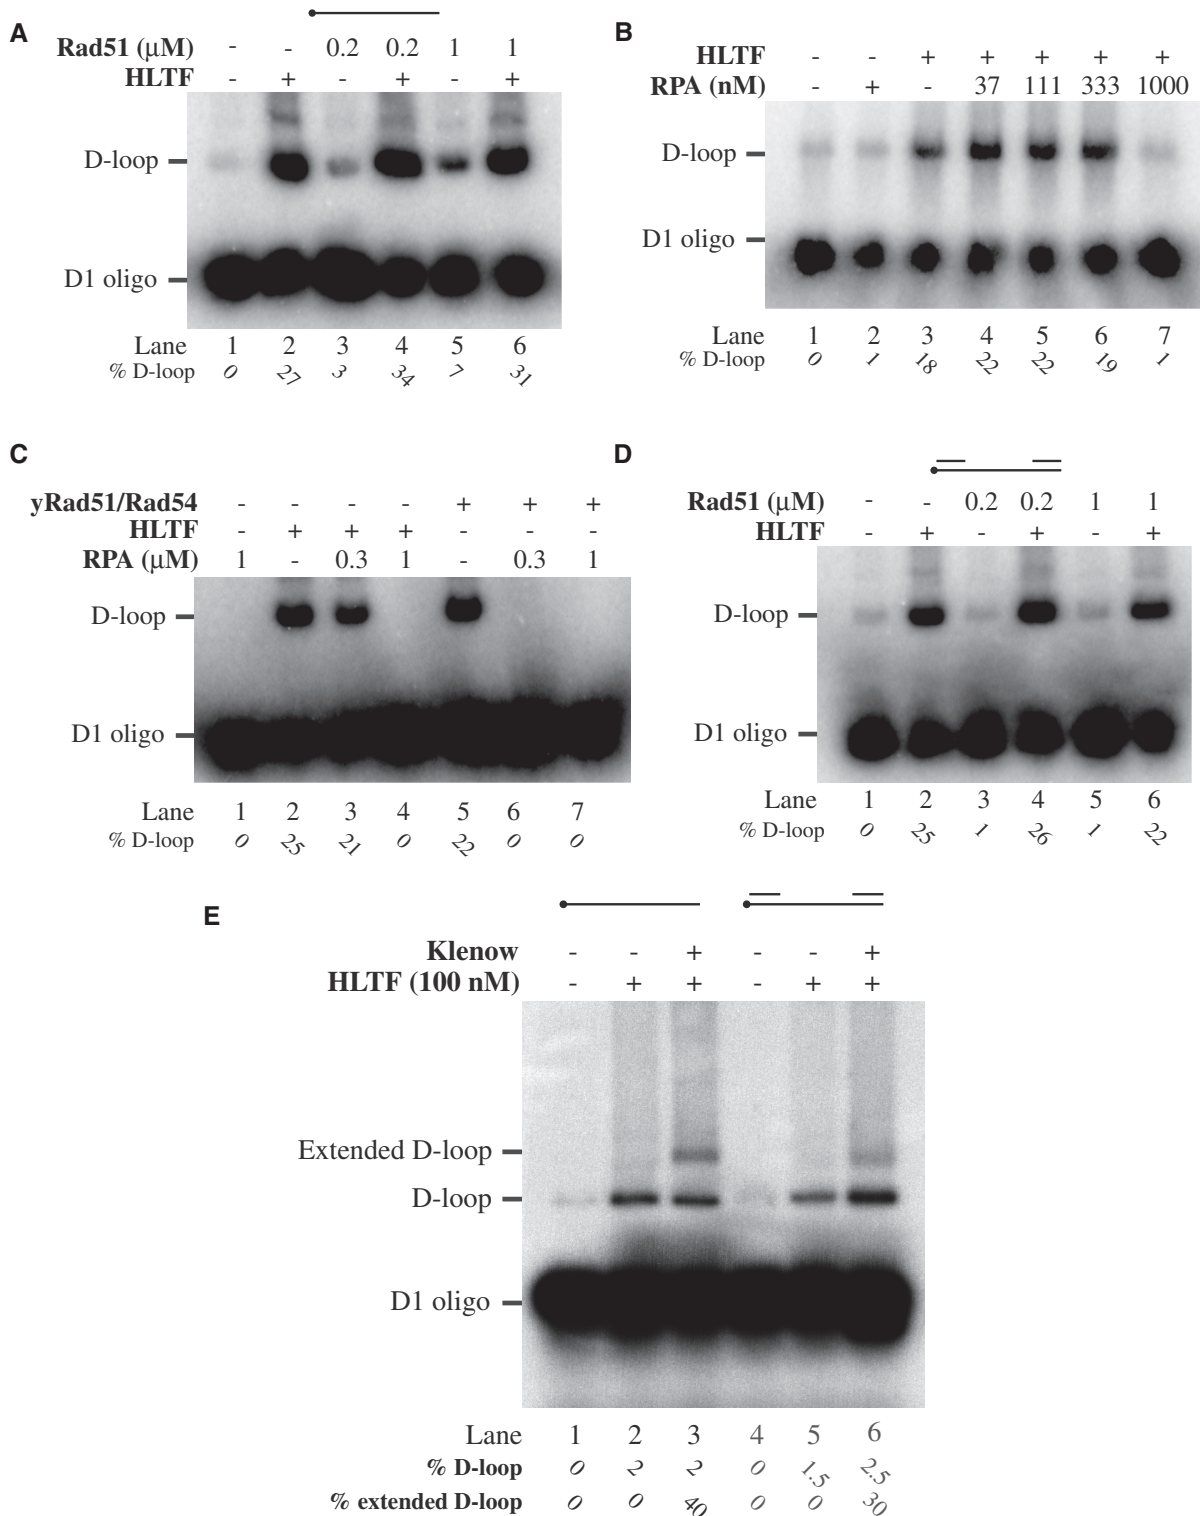 A
Rad51 (μM) - - 0.2 0.2 1 1
HLTF - + - + - +
D-loop
D1 oligo
Lane 1 2 3 4 5 6
% D-loop 0 27 3 34 7 31
B
HLTF - - + + + + +
RPA (nM) - + - 37 111 333 1000
D-loop
D1 oligo
Lane 1 2 3 4 5 6 7
% D-loop 0 1 18 22 22 19 1
C
yRad51/Rad54 - - - - + + +
HLTF - + + + - - -
RPA (μM) 1 - 0.3 1 - 0.3 1
D-loop
D1 oligo
Lane 1 2 3 4 5 6 7
% D-loop 0 25 21 0 22 0 0
D
Rad51 (μM) - - 0.2 0.2 1 1
HLTF - + - + - +
D-loop
D1 oligo
Lane 1 2 3 4 5 6
% D-loop 0 25 1 26 1 22
E
Klenow - - + - - +
HLTF (100 nM) - + + - + +
Extended D-loop
D-loop
D1 oligo
Lane 1 2 3 4 5 6
% D-loop 0 2 2 0 1.5 2.5
% extended D-loop 0 0 40 0 0 30